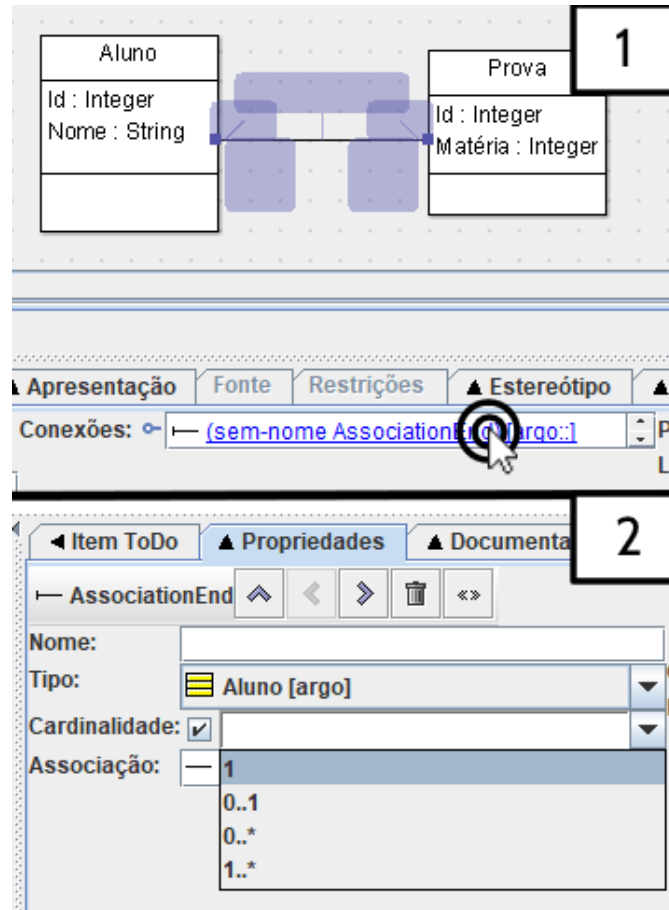 1
Aluno
Id : Integer
Nome : String
Prova
Id : Integer
Matéria : Integer
Apresentação Fonte Restrições Estereótipo
Conexões: (sem-nome AssociationEnd) [argo::]
2
Item ToDo Propriedades Documenta
AssociationEnd « »
Nome:
Tipo: Aluno [argo]
Cardinalidade:
Associação: 1
0..1
0..*
1..*